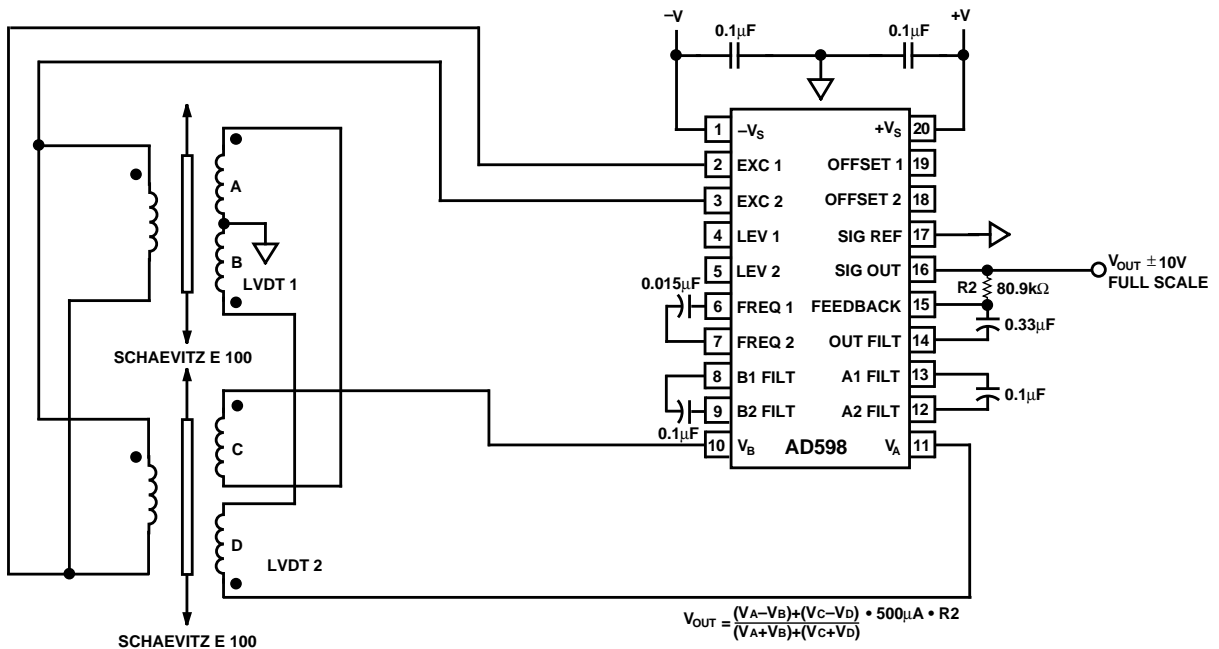 –V
+V
0.1µF
0.1µF
1
–VS
+VS
20
2
EXC 1
OFFSET 1
19
3
EXC 2
OFFSET 2
18
4
LEV 1
SIG REF
17
5
LEV 2
SIG OUT
16
6
FREQ 1
FEEDBACK
15
7
FREQ 2
OUT FILT
14
8
B1 FILT
A1 FILT
13
9
B2 FILT
A2 FILT
12
10
VB
AD598
VA
11
0.015µF
0.1µF
VOUT ±10V
FULL SCALE
R2
80.9kΩ
0.33µF
0.1µF
A
B
LVDT 1
SCHAEVITZ E 100
C
D
LVDT 2
SCHAEVITZ E 100
VOUT = (VA–VB)+(VC–VD) • 500µA • R2
(VA+VB)+(VC+VD)